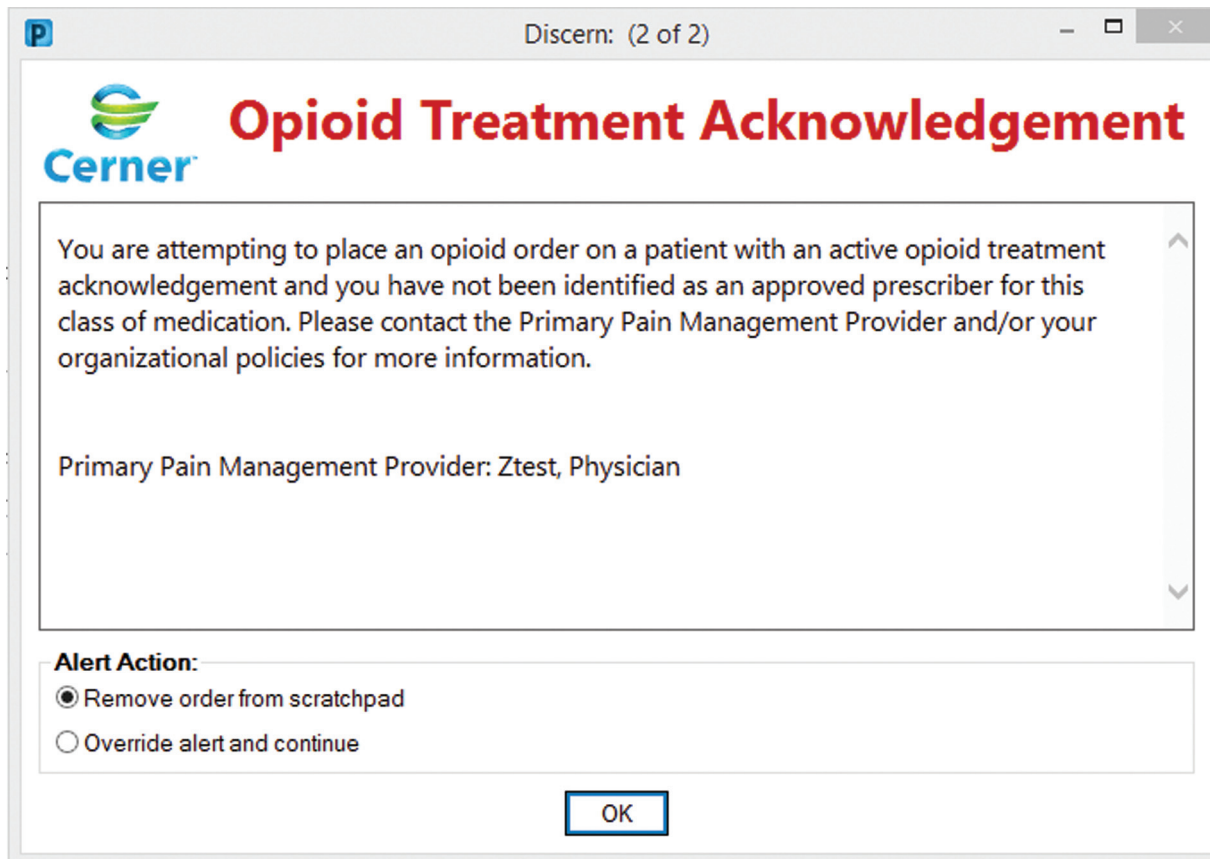 P
Discern: (2 of 2)
Cerner™
Opioid Treatment Acknowledgement
You are attempting to place an opioid order on a patient with an active opioid treatment
acknowledgement and you have not been identified as an approved prescriber for this
class of medication. Please contact the Primary Pain Management Provider and/or your
organizational policies for more information.
Primary Pain Management Provider: Ztest, Physician
Alert Action:
Remove order from scratchpad
Override alert and continue
OK